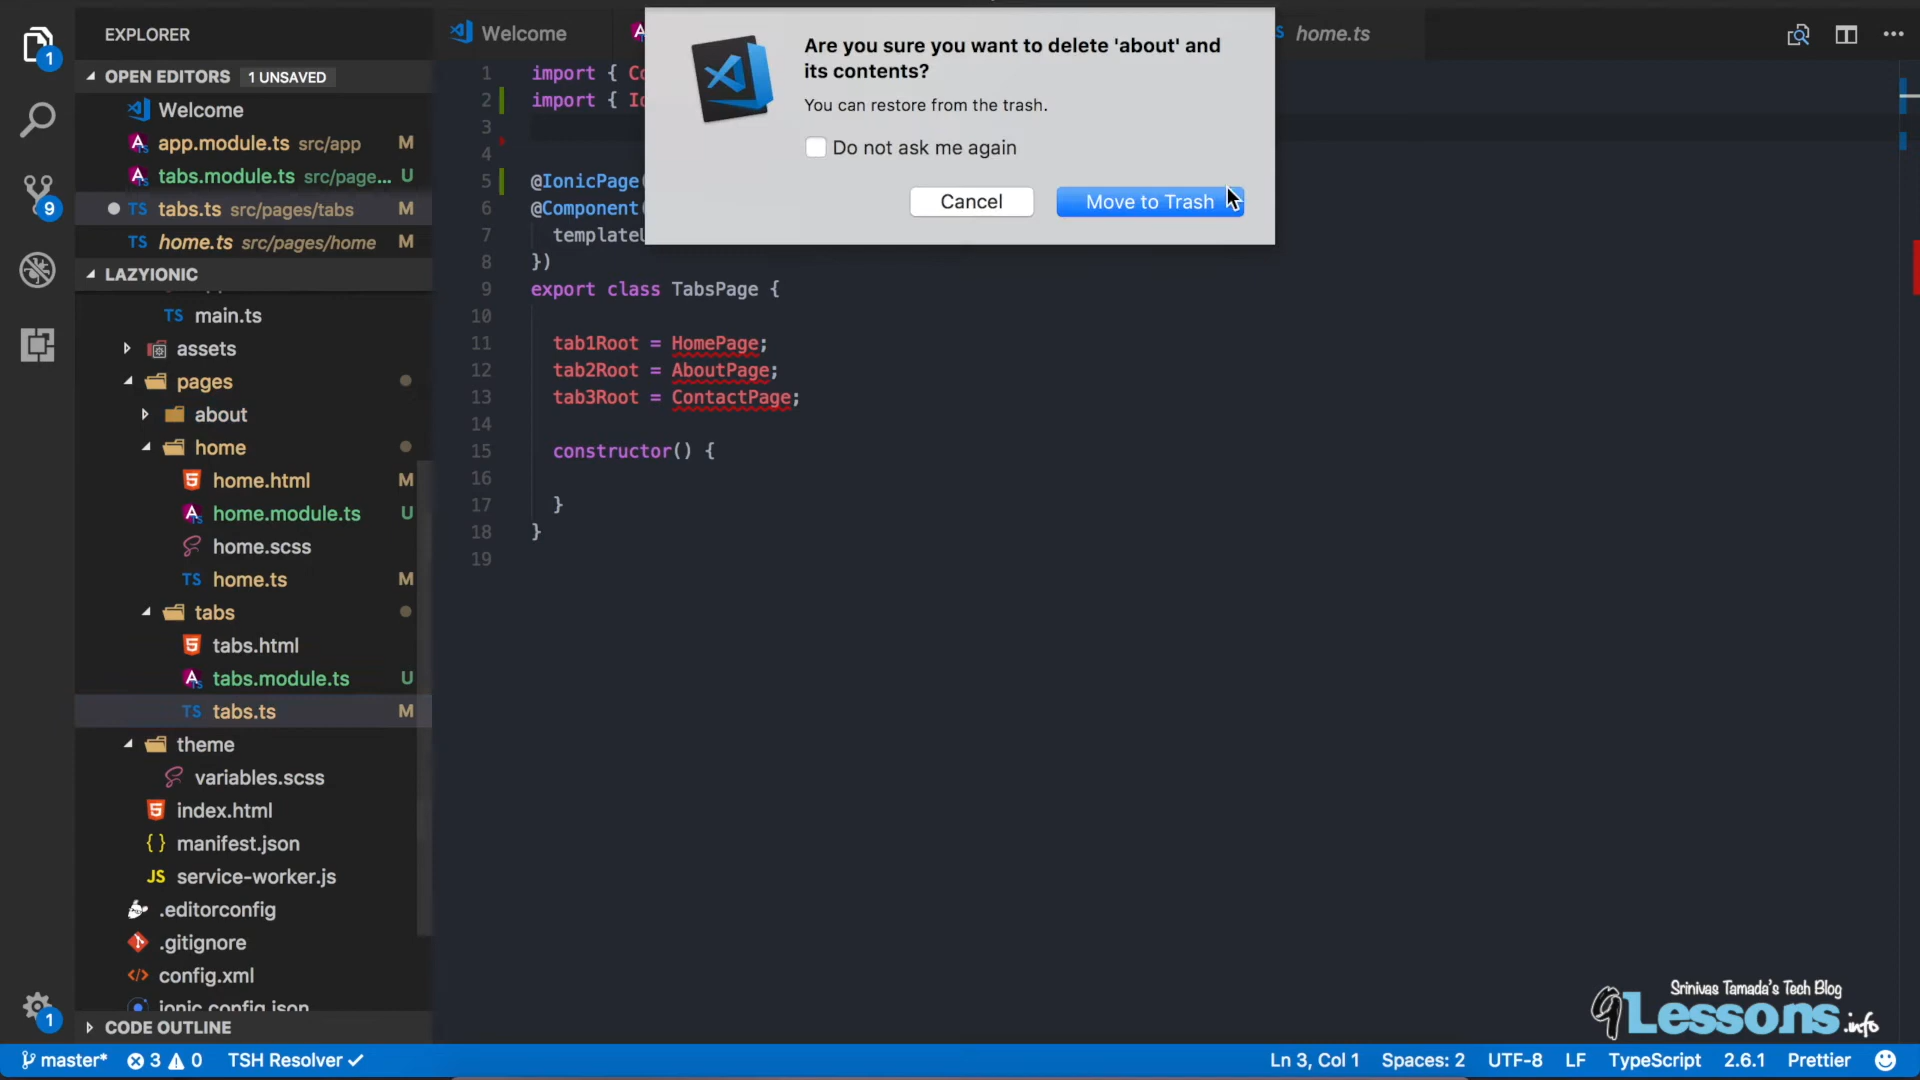 EXPLORER
OPEN EDITORS 1 UNSAVED
Welcome
app.module.ts src/app M
tabs.module.ts src/page... U
TS tabs.ts src/pages/tabs M
TS home.ts src/pages/home M
LAZYIONIC
TS main.ts
assets
pages
about
home
home.html M
home.module.ts U
home.scss
TS home.ts M
tabs
tabs.html
tabs.module.ts U
TS tabs.ts M
theme
variables.scss
index.html
{ } manifest.json
JS service-worker.js
.editorconfig
.gitignore
config.xml
ionic.config.json
CODE OUTLINE
1
9
1
Welcome
home.ts
Are you sure you want to delete 'about' and
its contents?
You can restore from the trash.
Do not ask me again
Cancel Move to Trash
1 import { Co
2 import { Io
3
4
5 @IonicPage(
6 @Component(
7 templateU
8 })
9 export class TabsPage {
10
11 tab1Root = HomePage;
12 tab2Root = AboutPage;
13 tab3Root = ContactPage;
14
15 constructor() {
16
17 }
18 }
19
Srinivas Tamada's Tech Blog
9Lessons.info
master* 3 0 TSH Resolver ✓ Ln 3, Col 1 Spaces: 2 UTF-8 LF TypeScript 2.6.1 Prettier